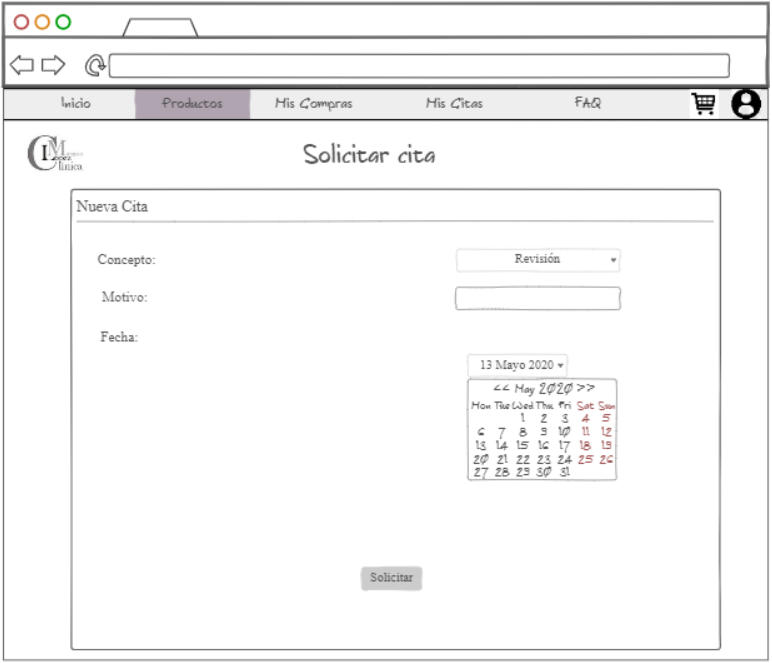 Inicio Productos Mis Compras Mis Citas FAQ
CIM
López
Clínica
Solicitar cita
Nueva Cita
Concepto: Revisión
Motivo:
Fecha:
13 Mayo 2020
<< May 2020 >>
Mon Tue Wed Thu Fri Sat Sun
1 2 3 4 5
6 7 8 9 10 11 12
13 14 15 16 17 18 19
20 21 22 23 24 25 26
27 28 29 30 31
Solicitar